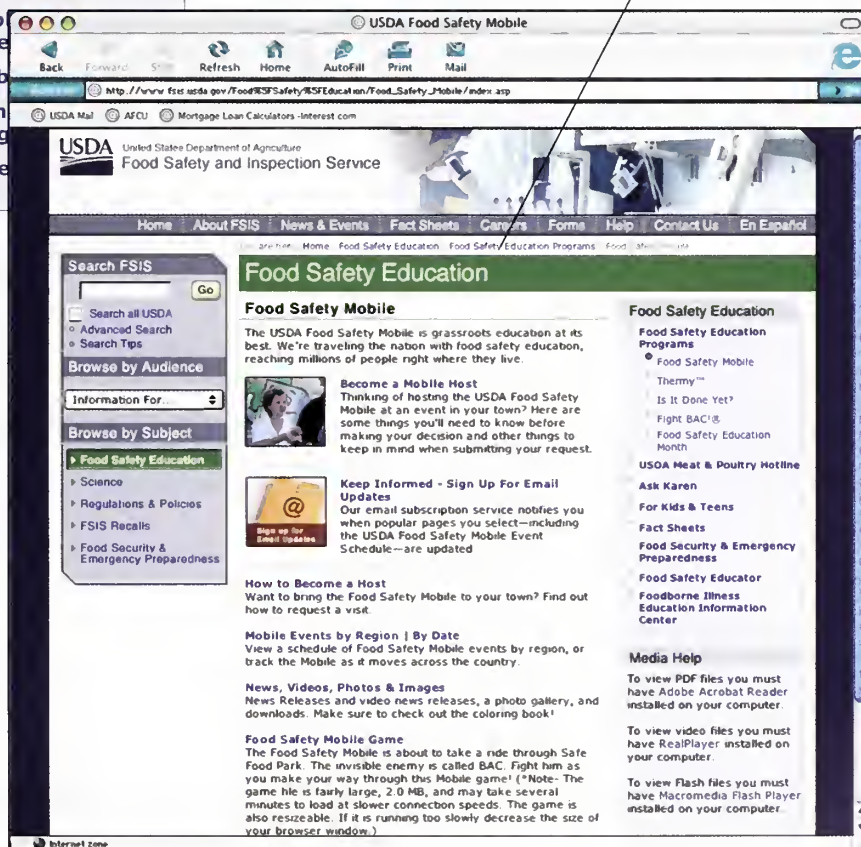 USDA Food Safety Mobile
Back Forward Stop Refresh Home AutoFill Print Mail
http://www.fsis.usda.gov/Food%5FSafety%5FEducation/Food_Safety_Mobile/index.asp
USDA Mail AFCU Mortgage Loan Calculators -Interest com
USDA United States Department of Agriculture
Food Safety and Inspection Service
Home About FSIS News & Events Fact Sheets Careers Forms Help Contact Us En Español
Home Food Safety Education Food Safety Education Programs
Search FSIS
Go
Search all USDA
Advanced Search
Search Tips
Browse by Audience
Information For...
Browse by Subject
Food Safety Education
Science
Regulations & Policies
FSIS Recalls
Food Security &
Emergency Preparedness
Food Safety Education
Food Safety Mobile
The USDA Food Safety Mobile is grassroots education at its
best. We're traveling the nation with food safety education,
reaching millions of people right where they live.
Become a Mobile Host
Thinking of hosting the USDA Food Safety
Mobile at an event in your town? Here are
some things you'll need to know before
making your decision and other things to
keep in mind when submitting your request.
@
Sign up for
Email Updates
Keep Informed - Sign Up For Email
Updates
Our email subscription service notifies you
when popular pages you select—including
the USDA Food Safety Mobile Event
Schedule—are updated
How to Become a Host
Want to bring the Food Safety Mobile to your town? Find out
how to request a visit.
Mobile Events by Region | By Date
View a schedule of Food Safety Mobile events by region, or
track the Mobile as it moves across the country.
News, Videos, Photos & Images
News Releases and video news releases, a photo gallery, and
downloads. Make sure to check out the coloring book!
Food Safety Mobile Game
The Food Safety Mobile is about to take a ride through Safe
Food Park. The invisible enemy is called BAC. Fight him as
you make your way through this Mobile game! (*Note- The
game file is fairly large, 2.0 MB, and may take several
minutes to load at slower connection speeds. The game is
also resizeable. If it is running too slowly decrease the size of
your browser window.)
Food Safety Education
Food Safety Education
Programs
Food Safety Mobile
Thermy™
Is It Done Yet?
Fight BAC!®
Food Safety Education
Month
USDA Meat & Poultry Hotline
Ask Karen
For Kids & Teens
Fact Sheets
Food Security & Emergency
Preparedness
Food Safety Educator
Foodborne Illness
Education Information
Center
Media Help
To view PDF files you must
have Adobe Acrobat Reader
installed on your computer.
To view video files you must
have RealPlayer installed on
your computer.
To view Flash files you must
have Macromedia Flash Player
installed on your computer.
Internet zone